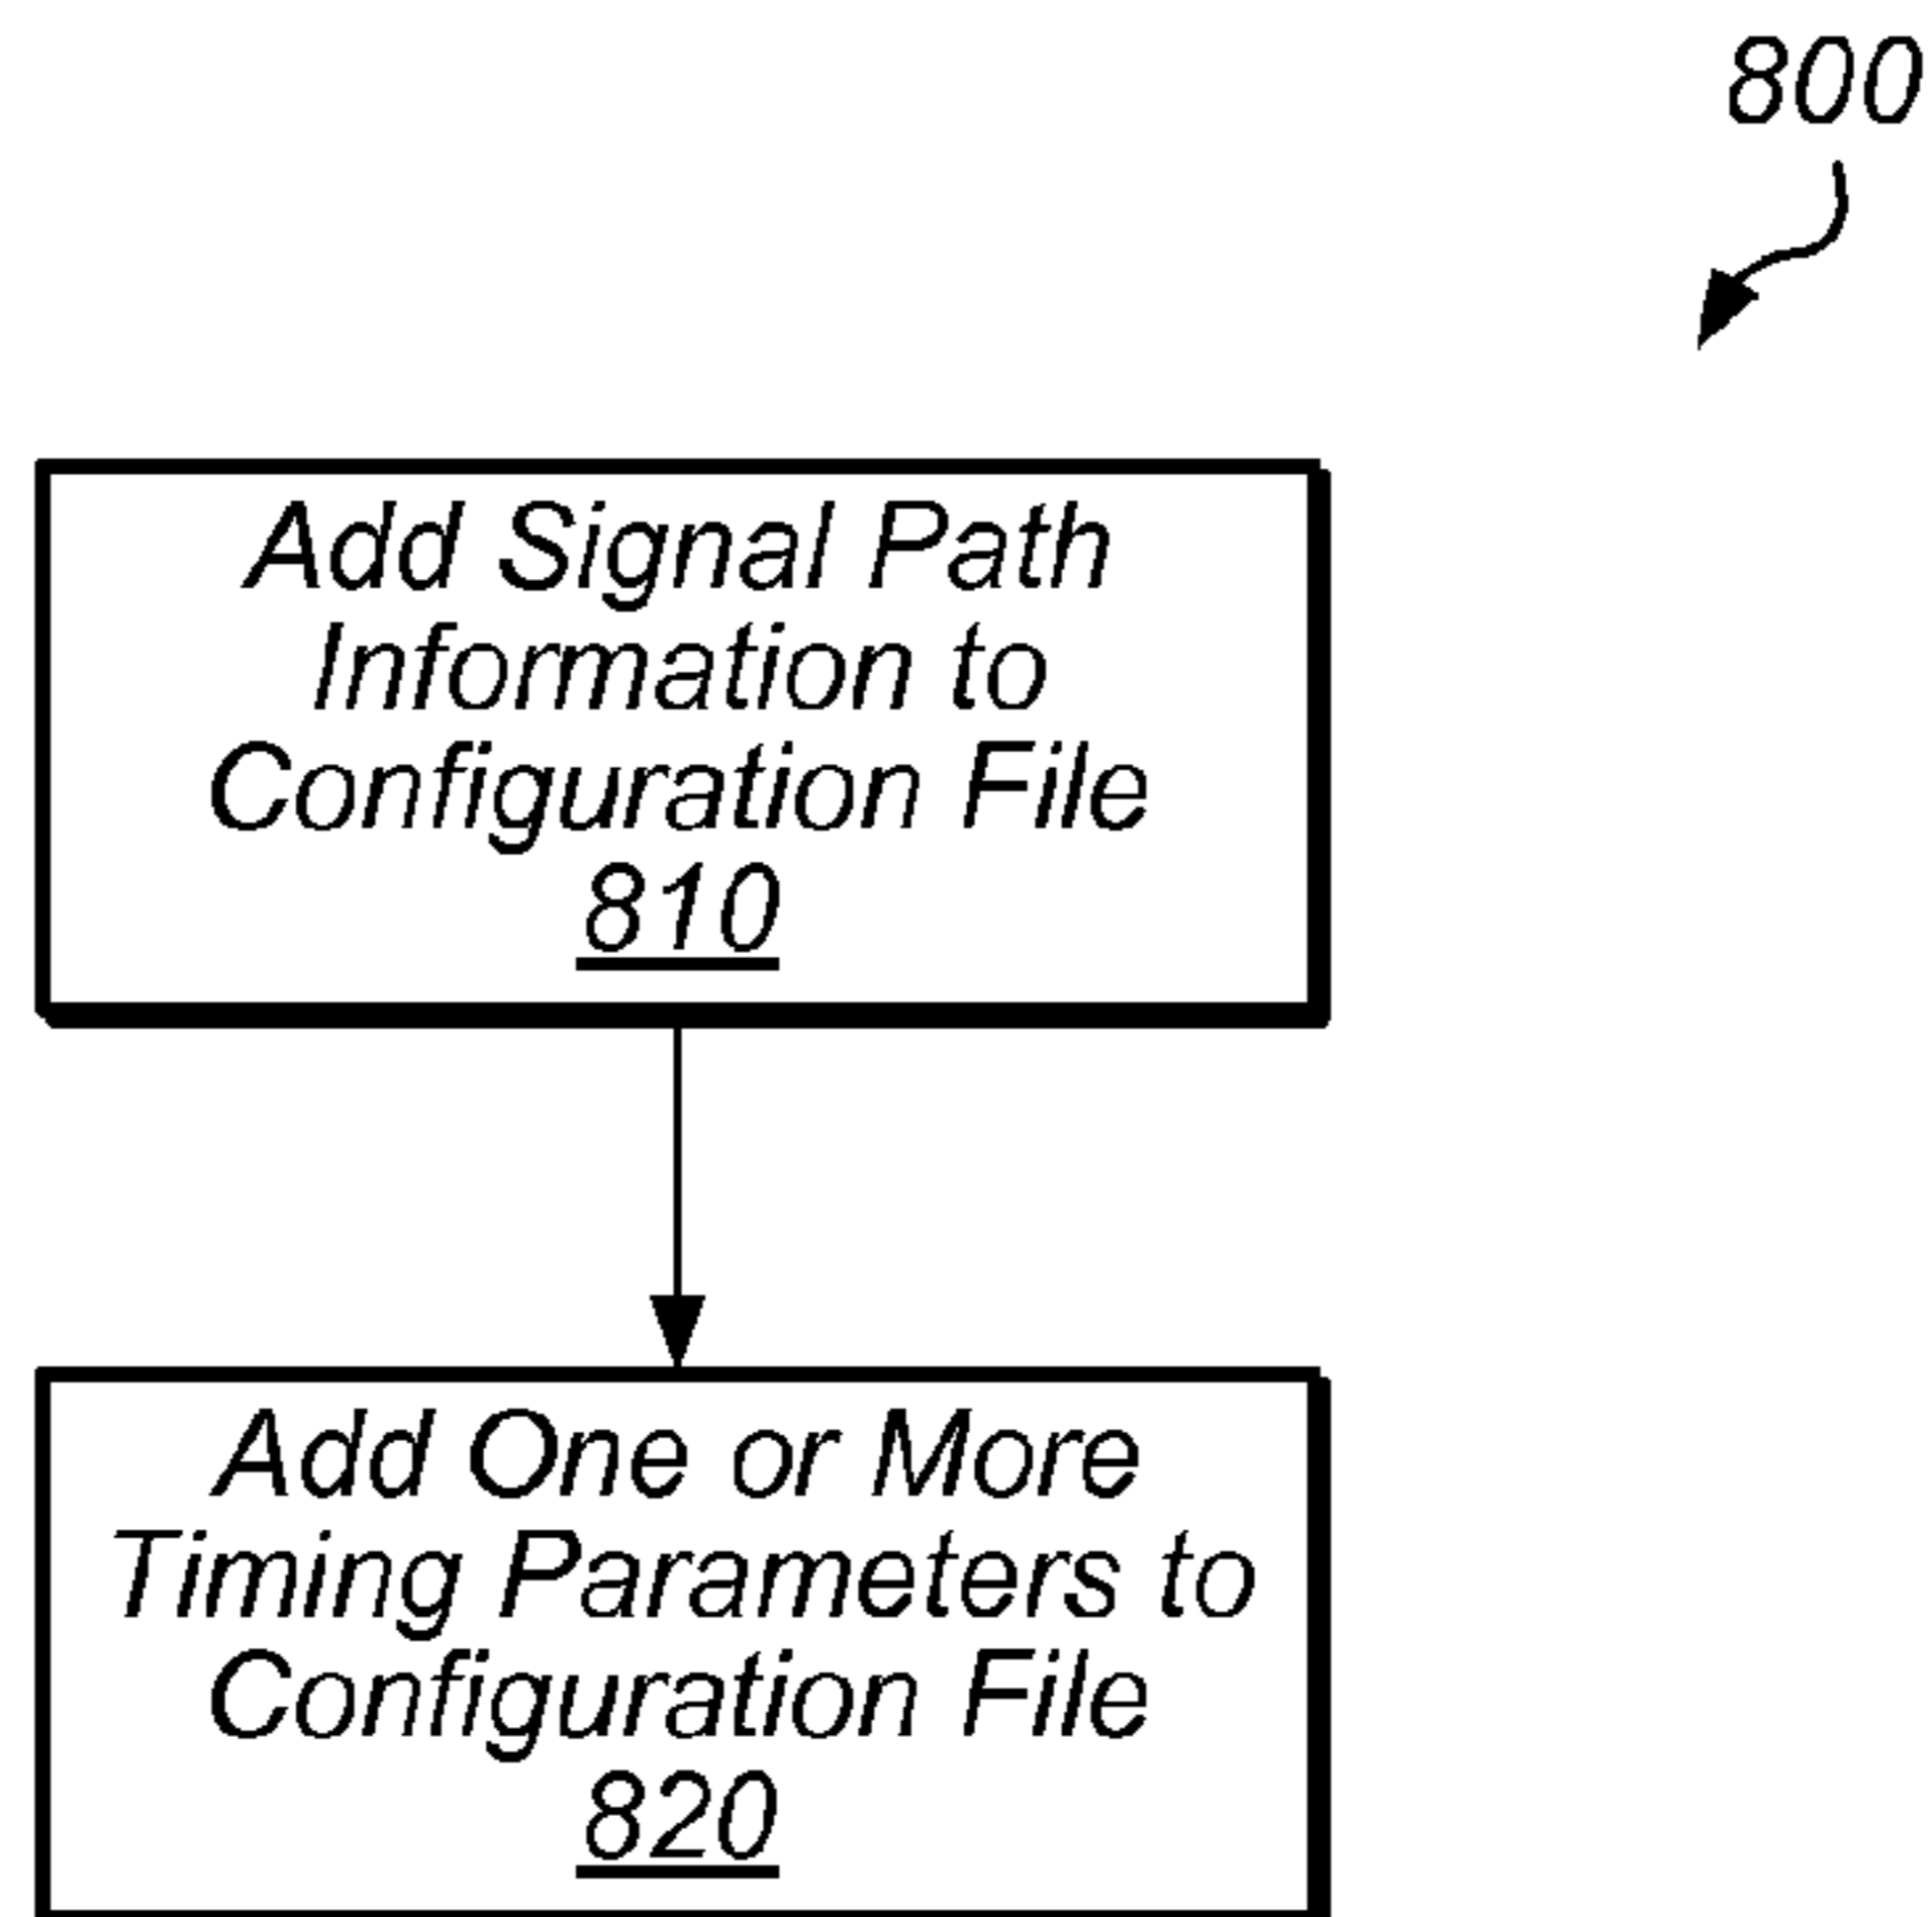 800
Add Signal Path
Information to
Configuration File
810
Add One or More
Timing Parameters to
Configuration File
820